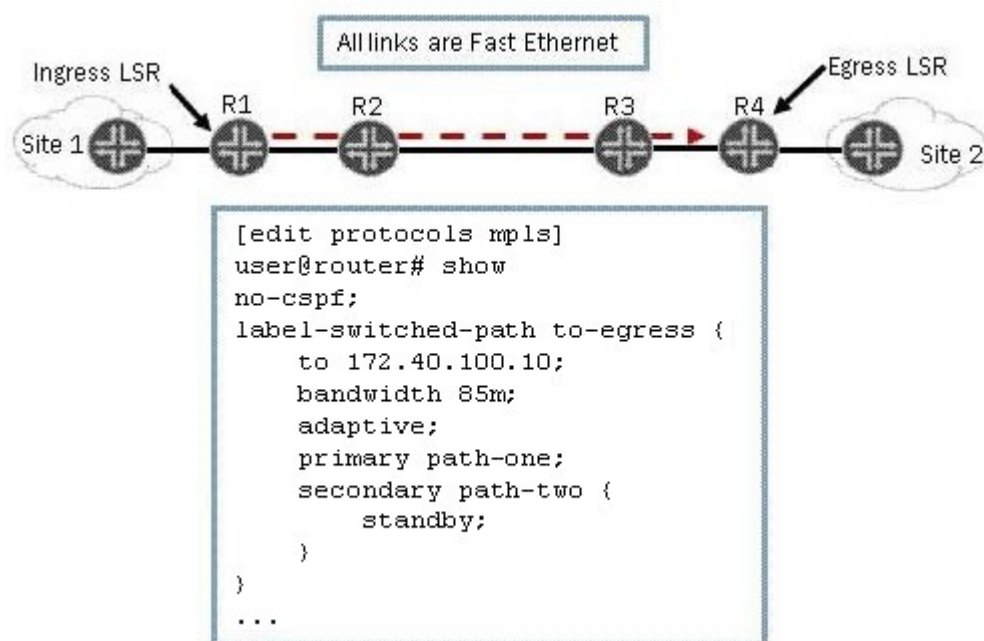 All links are Fast Ethernet
Ingress LSR
Egress LSR
R1
R2
R3
R4
Site 1
Site 2
[edit protocols mpls]
user@router# show
no-cspf;
label-switched-path to-egress {
    to 172.40.100.10;
    bandwidth 85m;
    adaptive;
    primary path-one;
    secondary path-two {
        standby;
    }
}
...